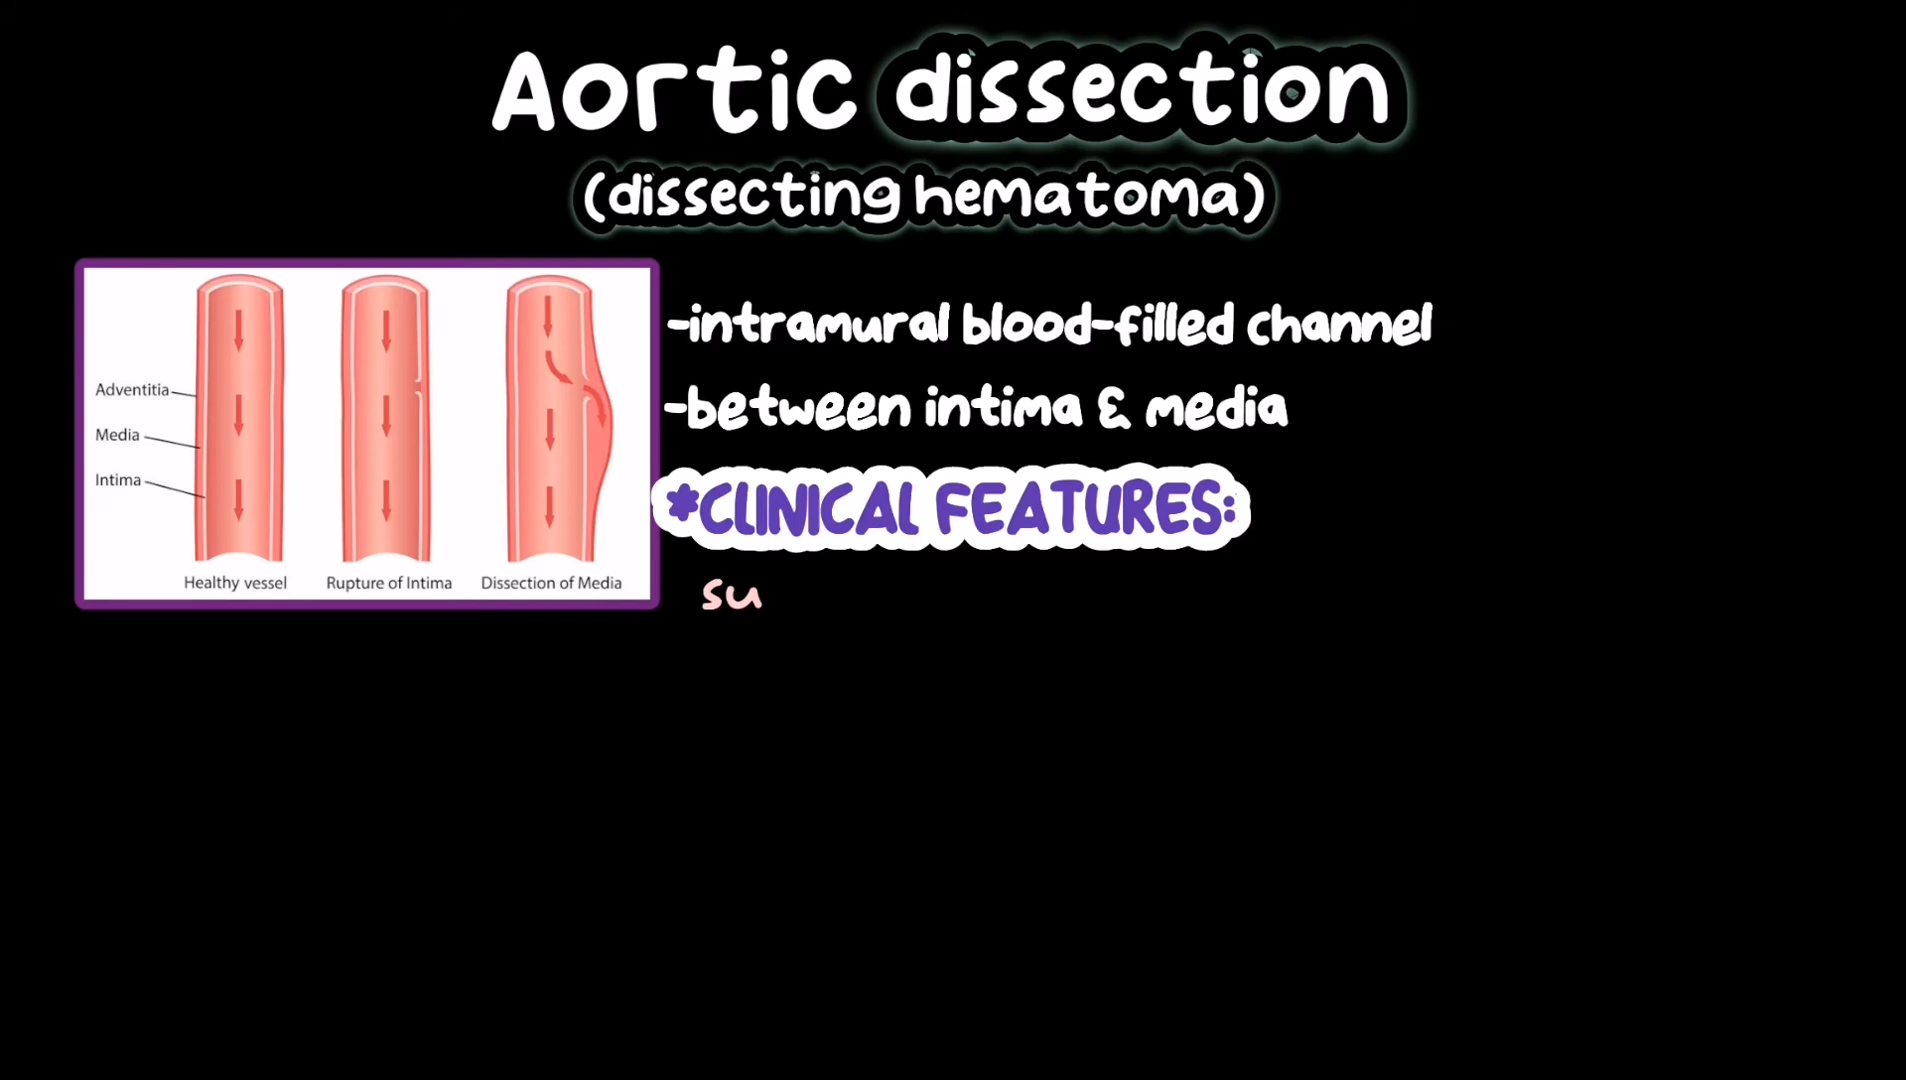 Aortic dissection
(dissecting hematoma)
-intramural blood-filled channel
-between intima & media
*CLINICAL FEATURES:
su
Adventitia
Media
Intima
Healthy vessel
Rupture of Intima
Dissection of Media